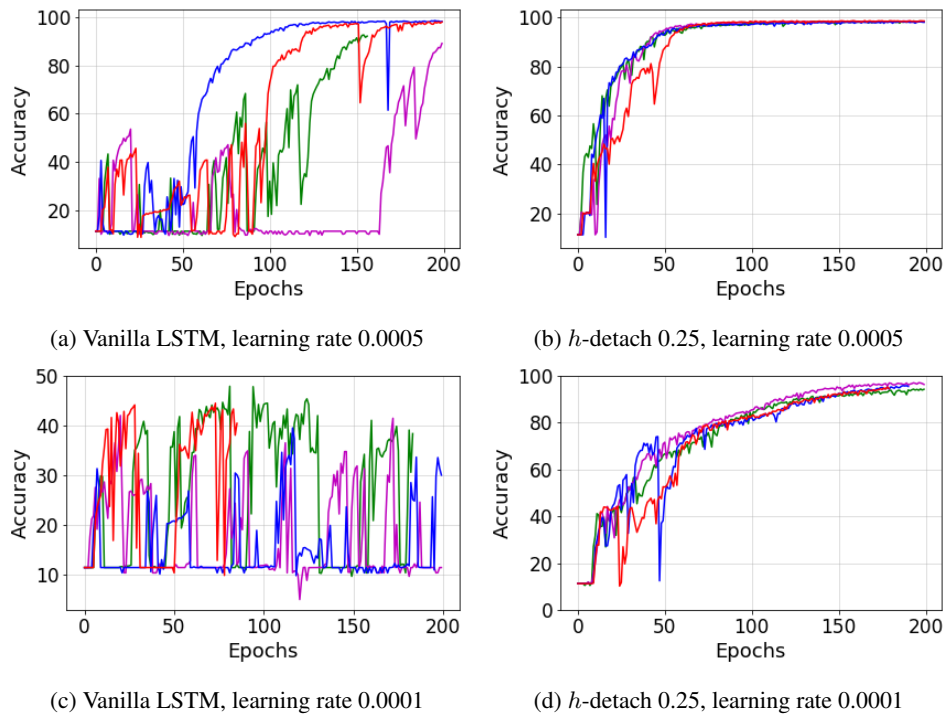 100
80
60
40
20
Accuracy
0 50 100 150 200
Epochs
(a) Vanilla LSTM, learning rate 0.0005
100
80
60
40
20
Accuracy
0 50 100 150 200
Epochs
(b) h-detach 0.25, learning rate 0.0005
50
40
30
20
10
Accuracy
0 50 100 150 200
Epochs
(c) Vanilla LSTM, learning rate 0.0001
100
80
60
40
20
0
Accuracy
0 50 100 150 200
Epochs
(d) h-detach 0.25, learning rate 0.0001